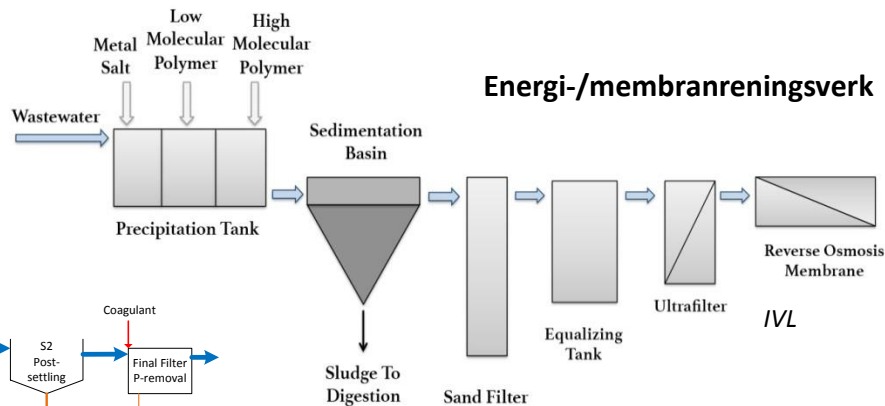 Metal
Salt
Low
Molecular
Polymer
High
Molecular
Polymer
Energi-/membranreningsverk
Wastewater
Precipitation Tank
Sedimentation
Basin
Sludge To
Digestion
Sand Filter
Equalizing
Tank
Ultrafilter
Reverse Osmosis
Membrane
IVL
Coagulant
S2
Post-
settling
Final Filter
P-removal